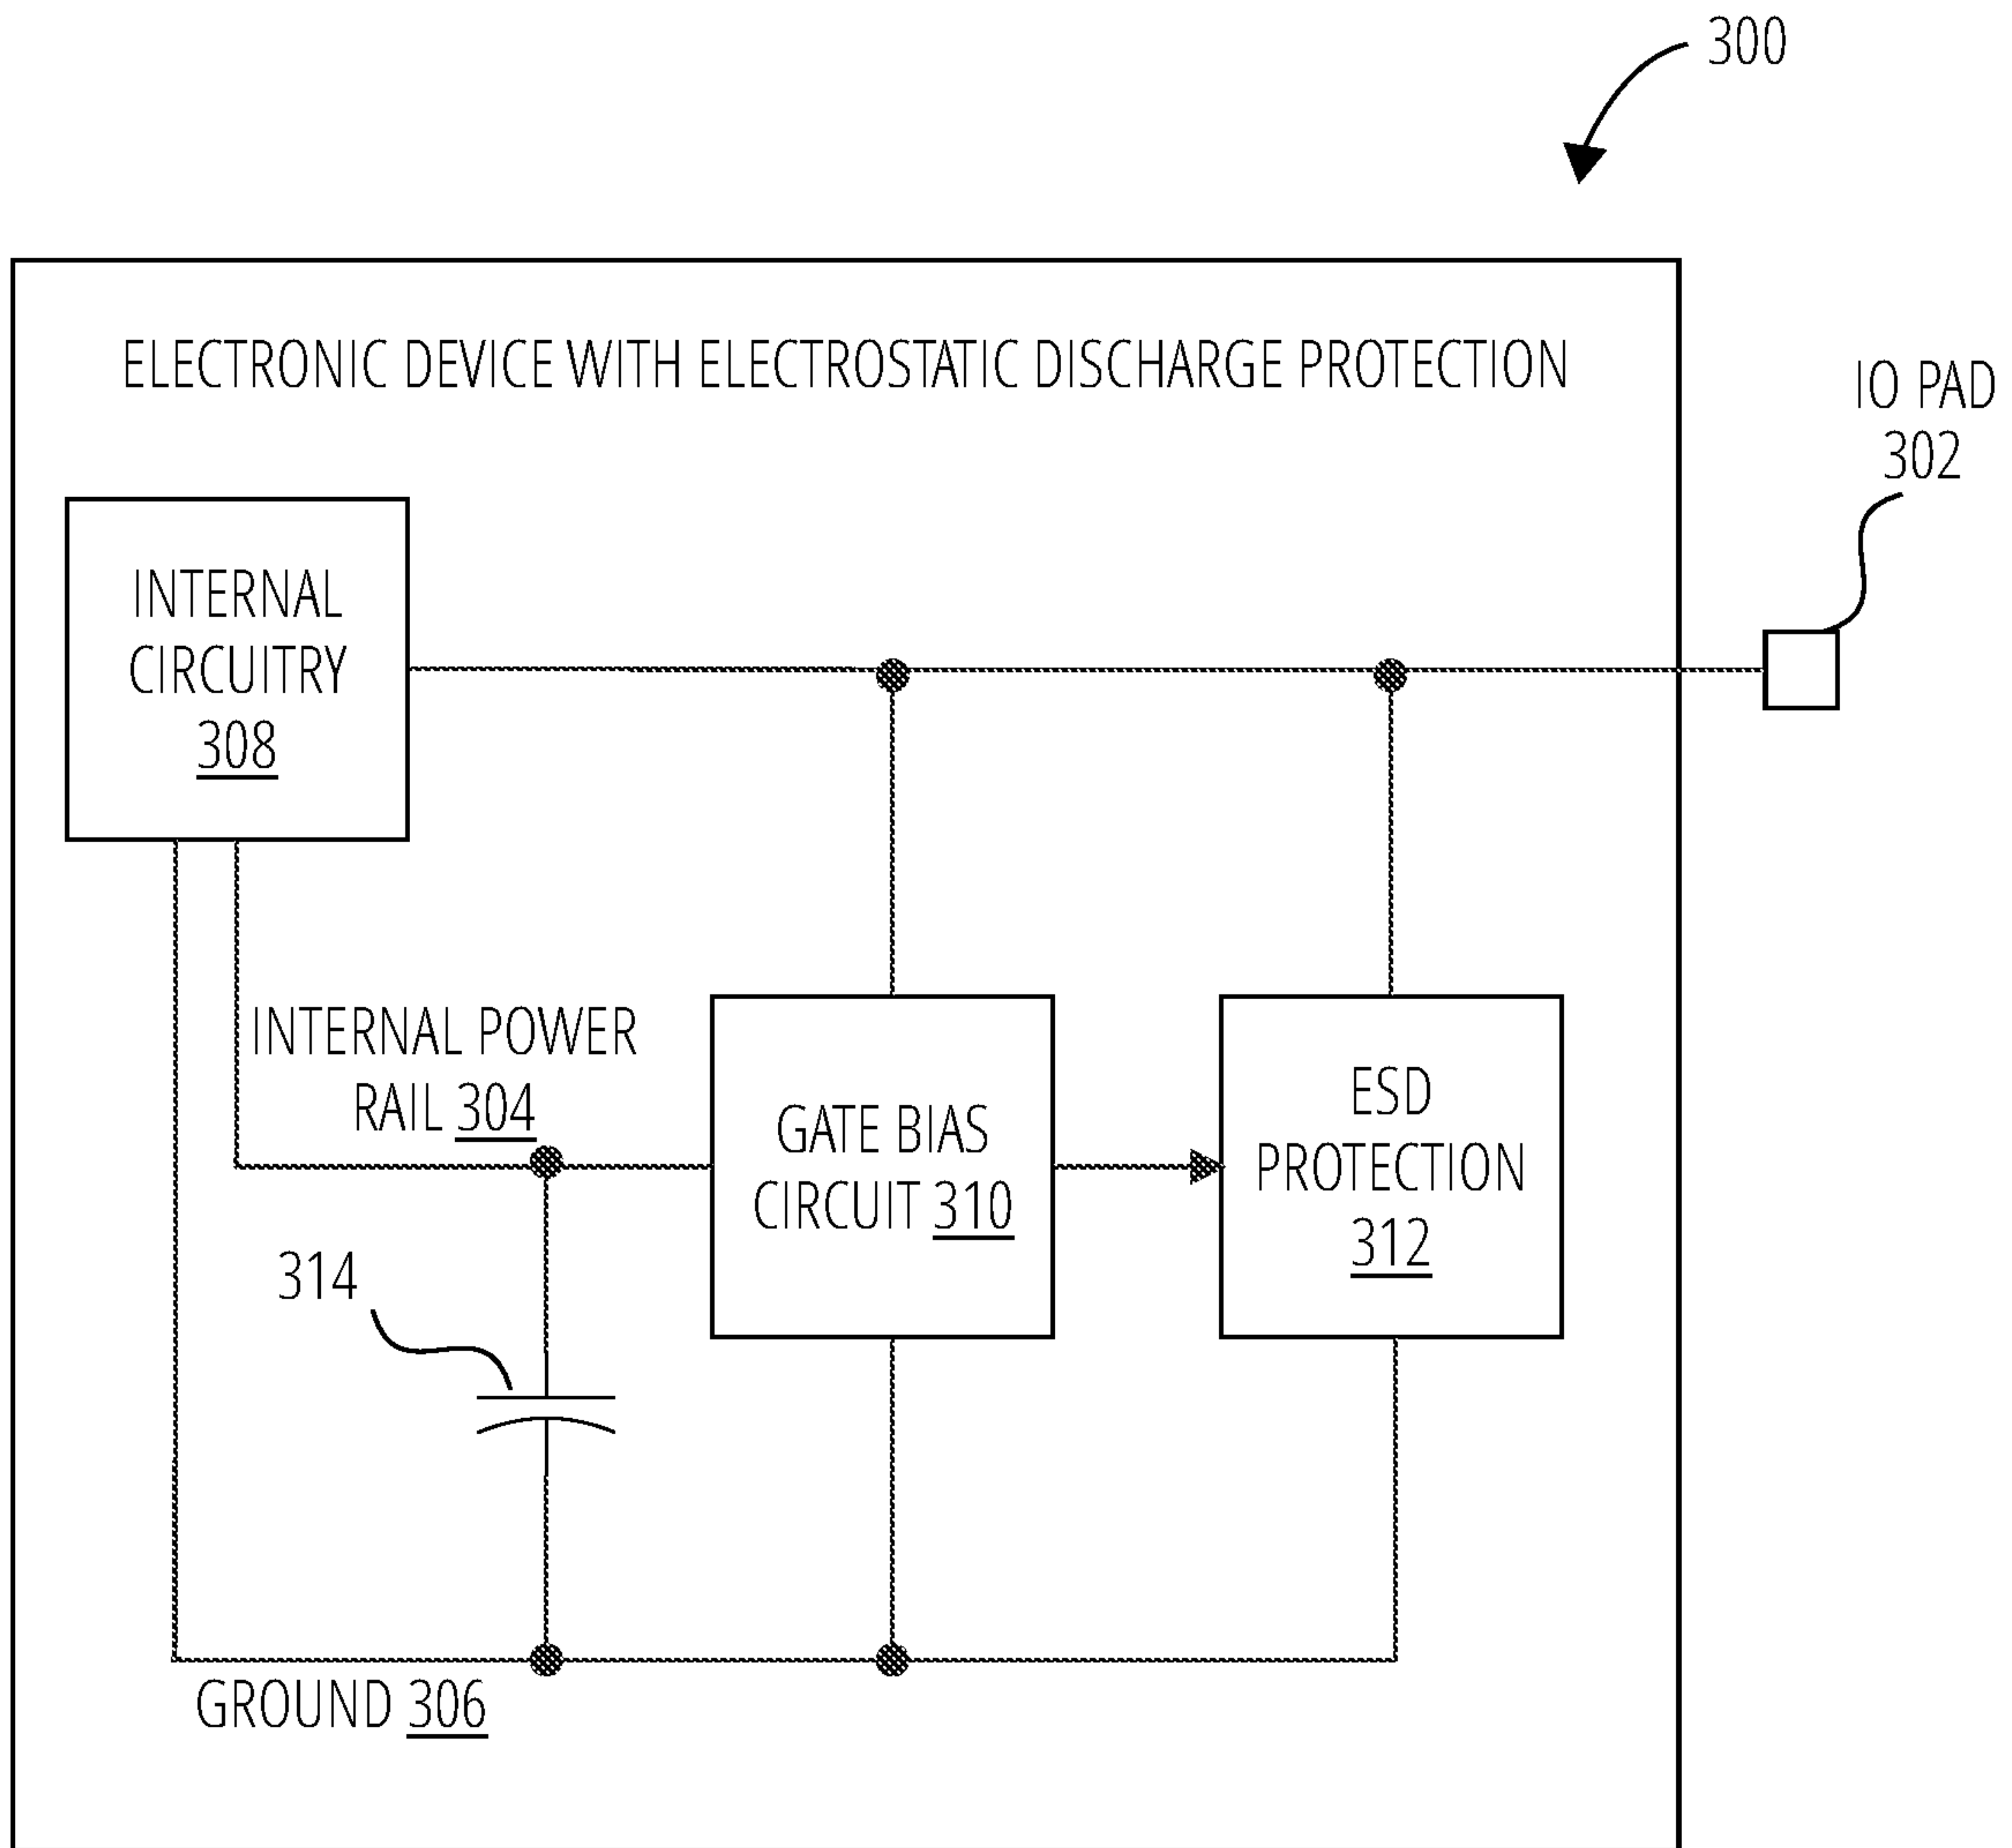 300
ELECTRONIC DEVICE WITH ELECTROSTATIC DISCHARGE PROTECTION
IO PAD
302
INTERNAL
CIRCUITRY
308
INTERNAL POWER
RAIL 304
GATE BIAS
CIRCUIT 310
ESD
PROTECTION
312
314
GROUND 306